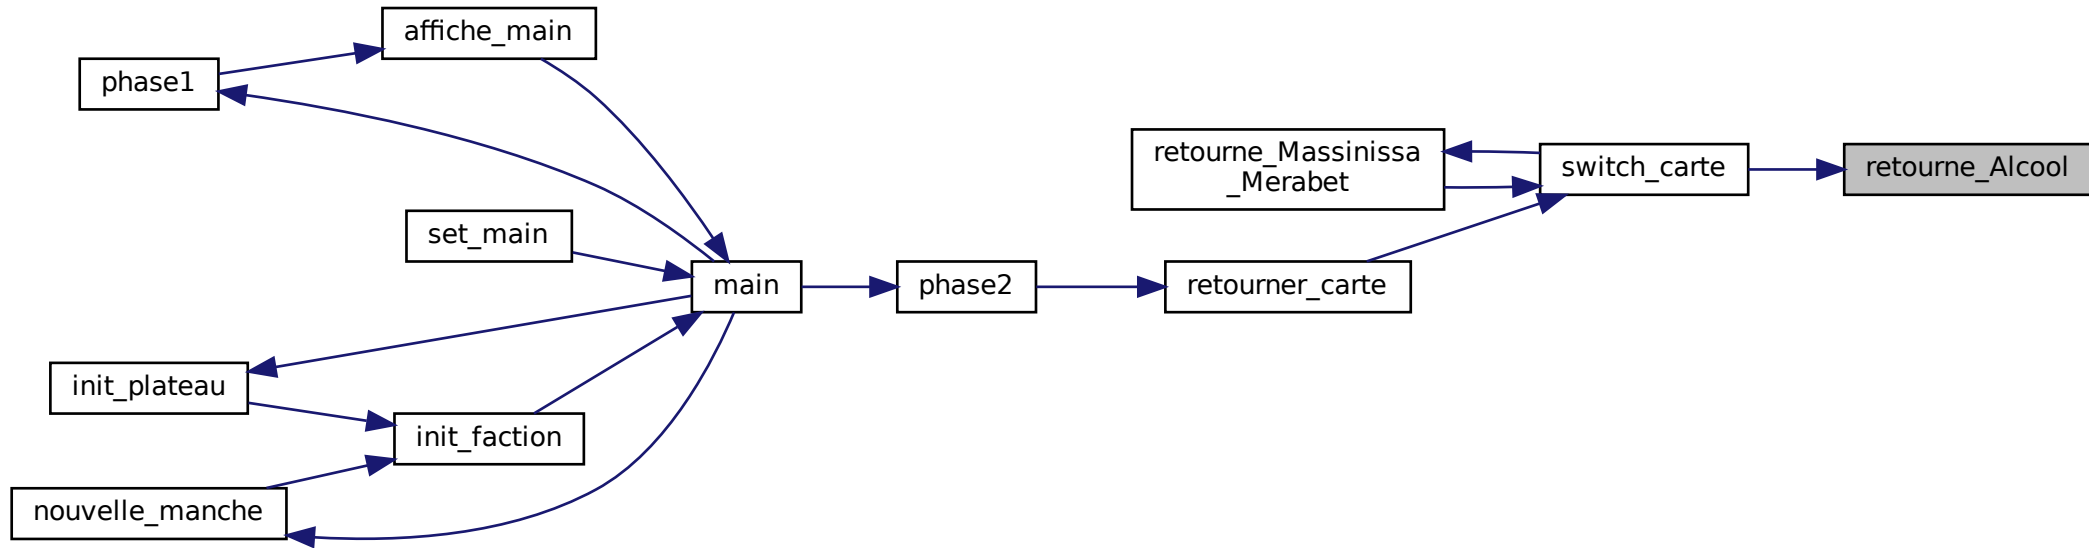 affiche_main
phase1
retourne_Massinissa
_Merabet
switch_carte
retourne_Alcool
set_main
main
phase2
retourner_carte
init_plateau
init_faction
nouvelle_manche